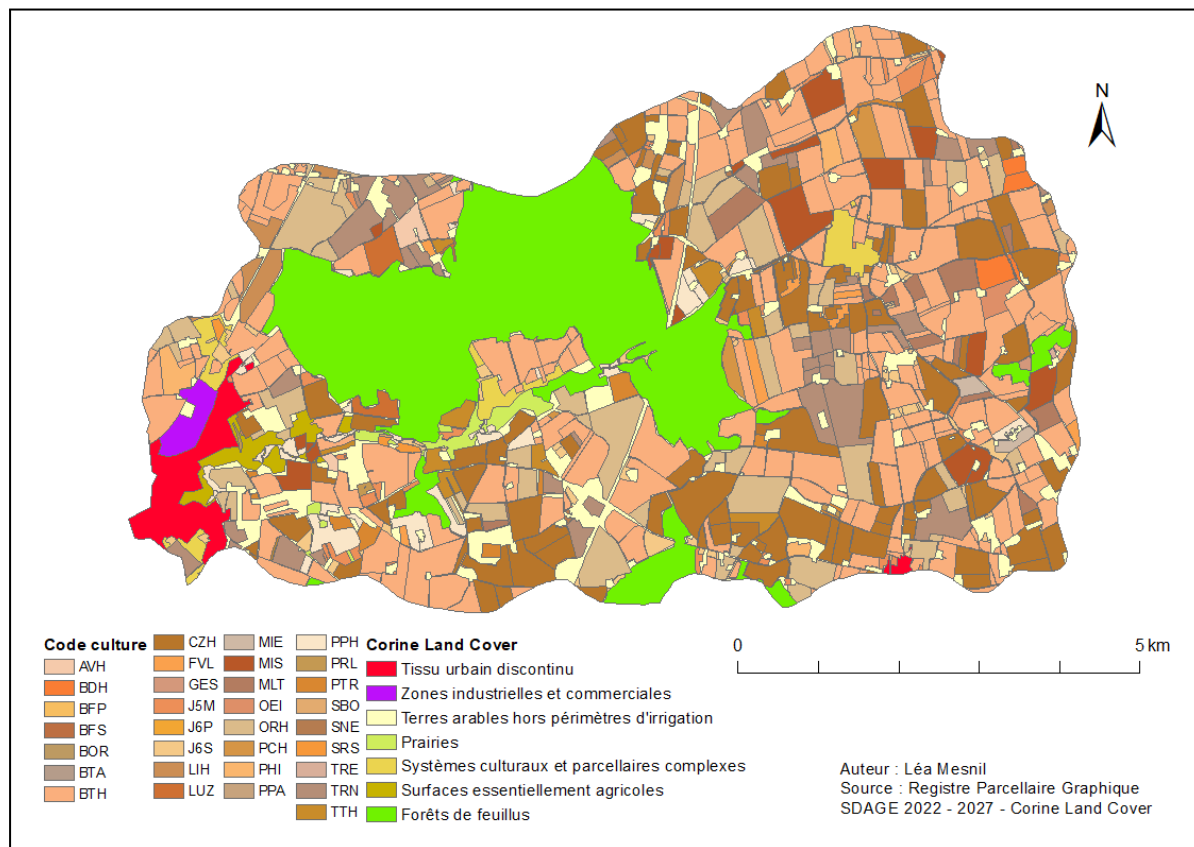 N
Code culture
AVH
BDH
BFP
BFS
BOR
BTA
BTH
CZH
FVL
GES
J5M
J6P
J6S
LIH
LUZ
MIE
MIS
MLT
OEI
ORH
PCH
PHI
PPA
PPH
PRL
PTR
SBO
SNE
SRS
TRE
TRN
TTH
Corine Land Cover
Tissu urbain discontinu
Zones industrielles et commerciales
Terres arables hors périmètres d'irrigation
Prairies
Systèmes culturaux et parcellaires complexes
Surfaces essentiellement agricoles
Forêts de feuillus
0 5 km
Auteur : Léa Mesnil
Source : Registre Parcellaire Graphique
SDAGE 2022 - 2027 - Corine Land Cover